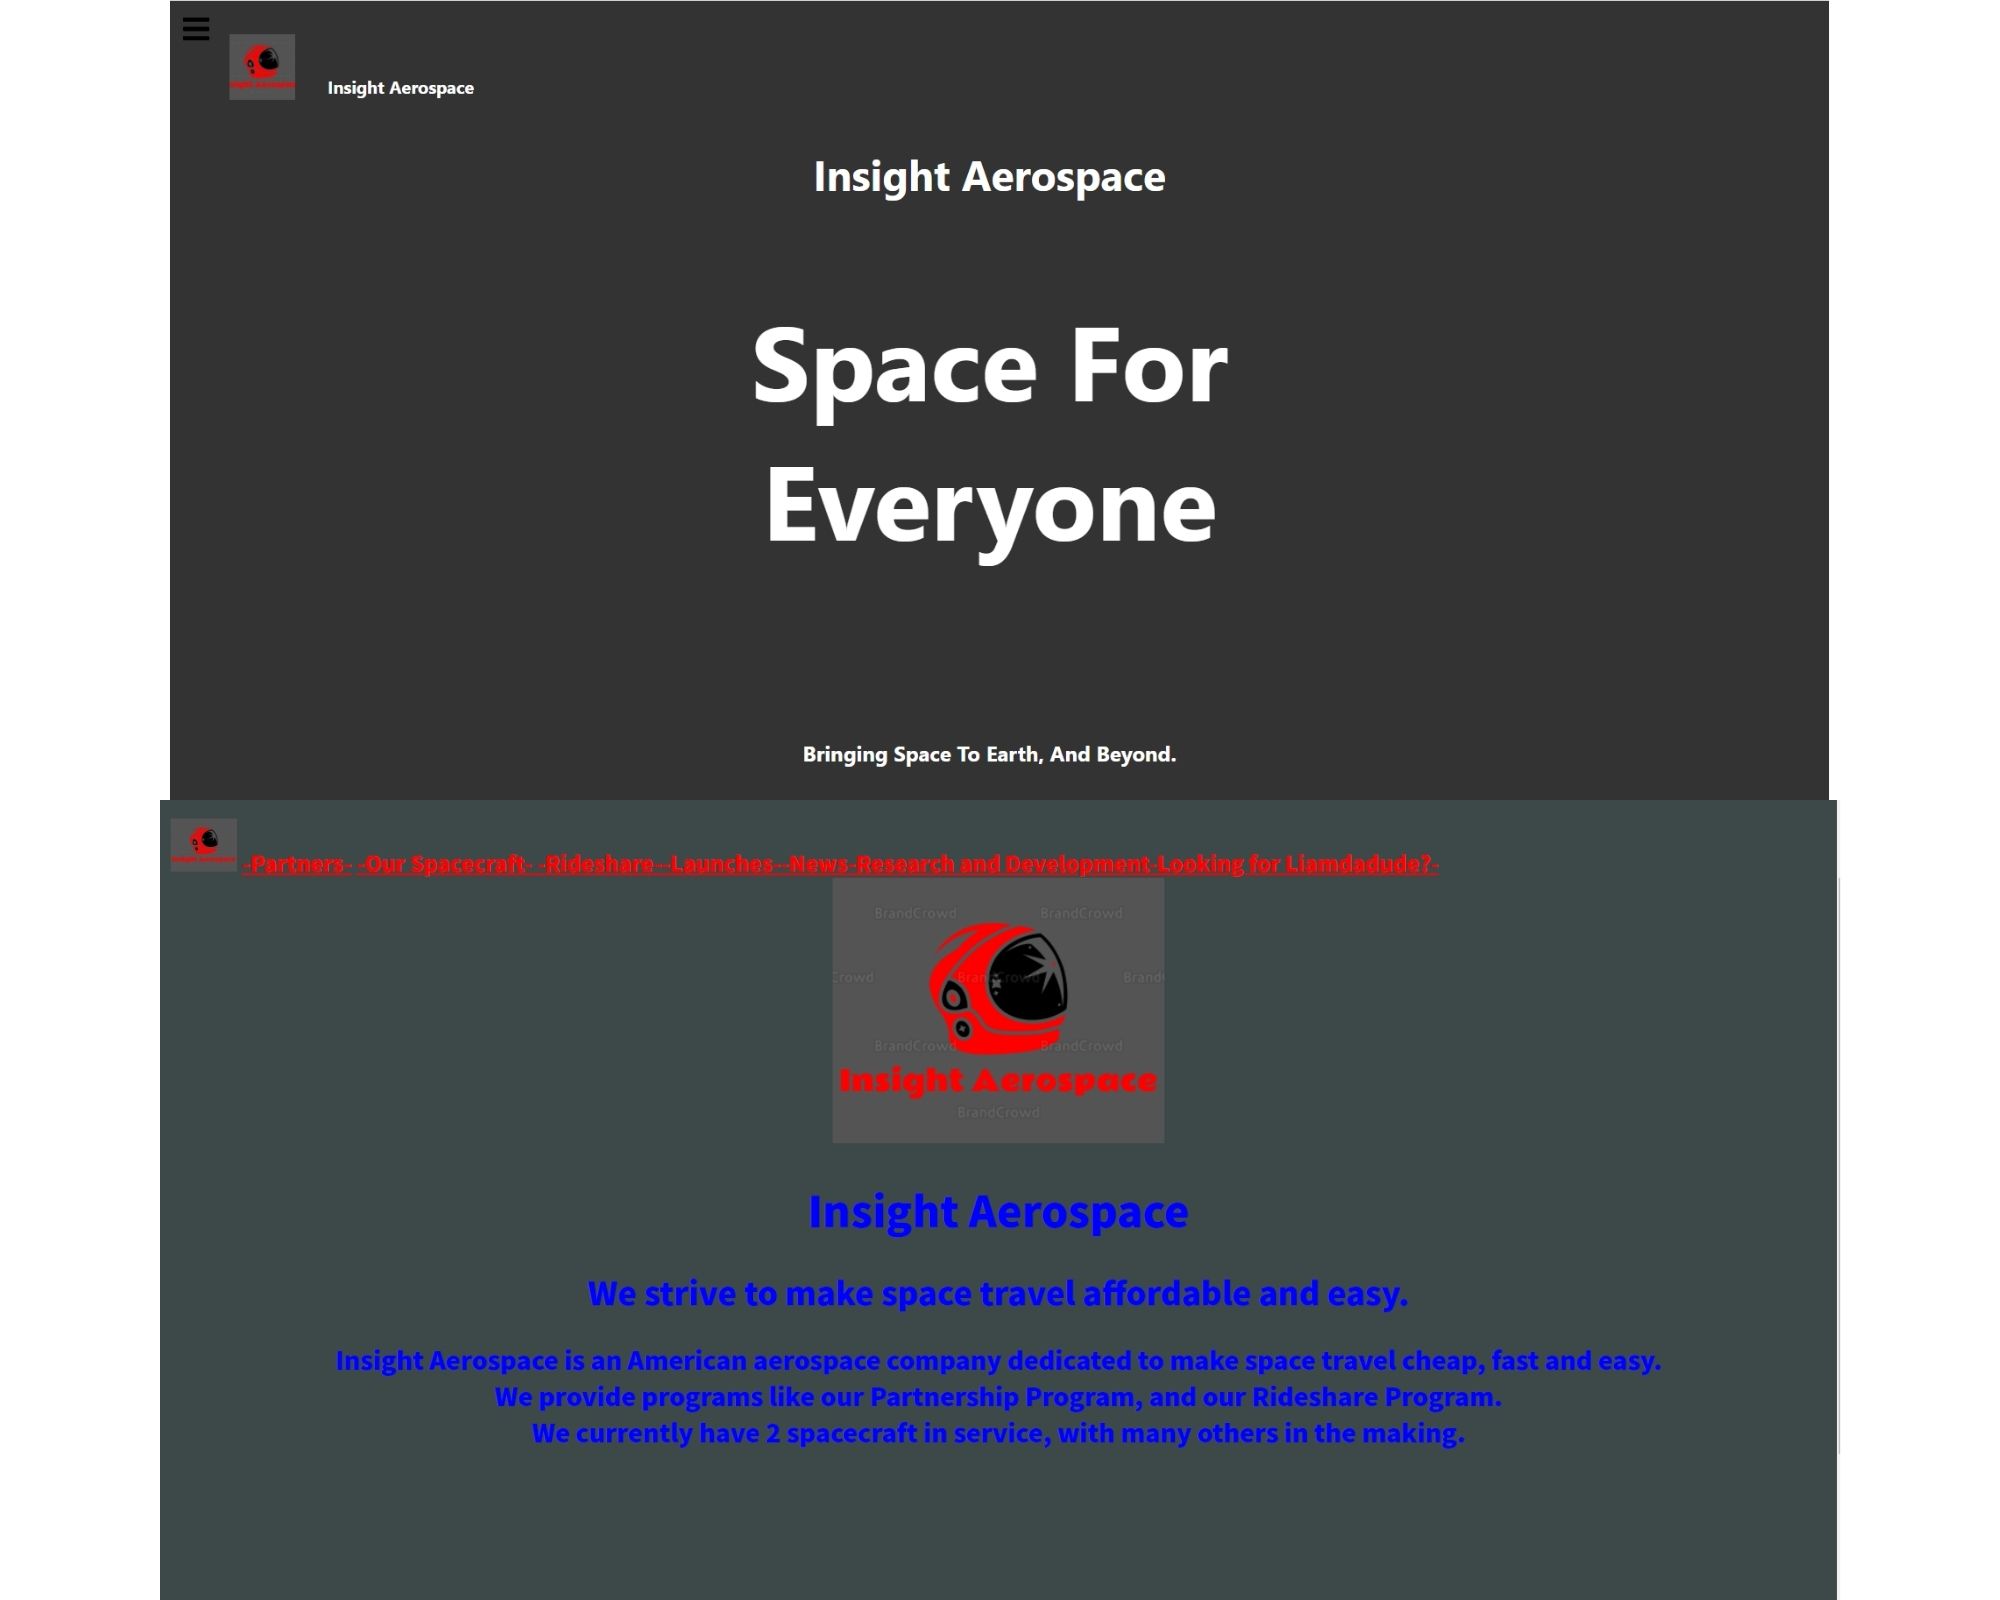 Insight Aerospace
Insight Aerospace
Space For
Everyone
Bringing Space To Earth, And Beyond.
-Partners- -Our Spacecraft- -Rideshare--Launches--News-Research and Development-Looking for Liamdadude?-
BrandCrowd BrandCrowd
Crowd BrandCrowd Brand
BrandCrowd BrandCrowd
Insight Aerospace
BrandCrowd
Insight Aerospace
We strive to make space travel affordable and easy.
Insight Aerospace is an American aerospace company dedicated to make space travel cheap, fast and easy.
We provide programs like our Partnership Program, and our Rideshare Program.
We currently have 2 spacecraft in service, with many others in the making.